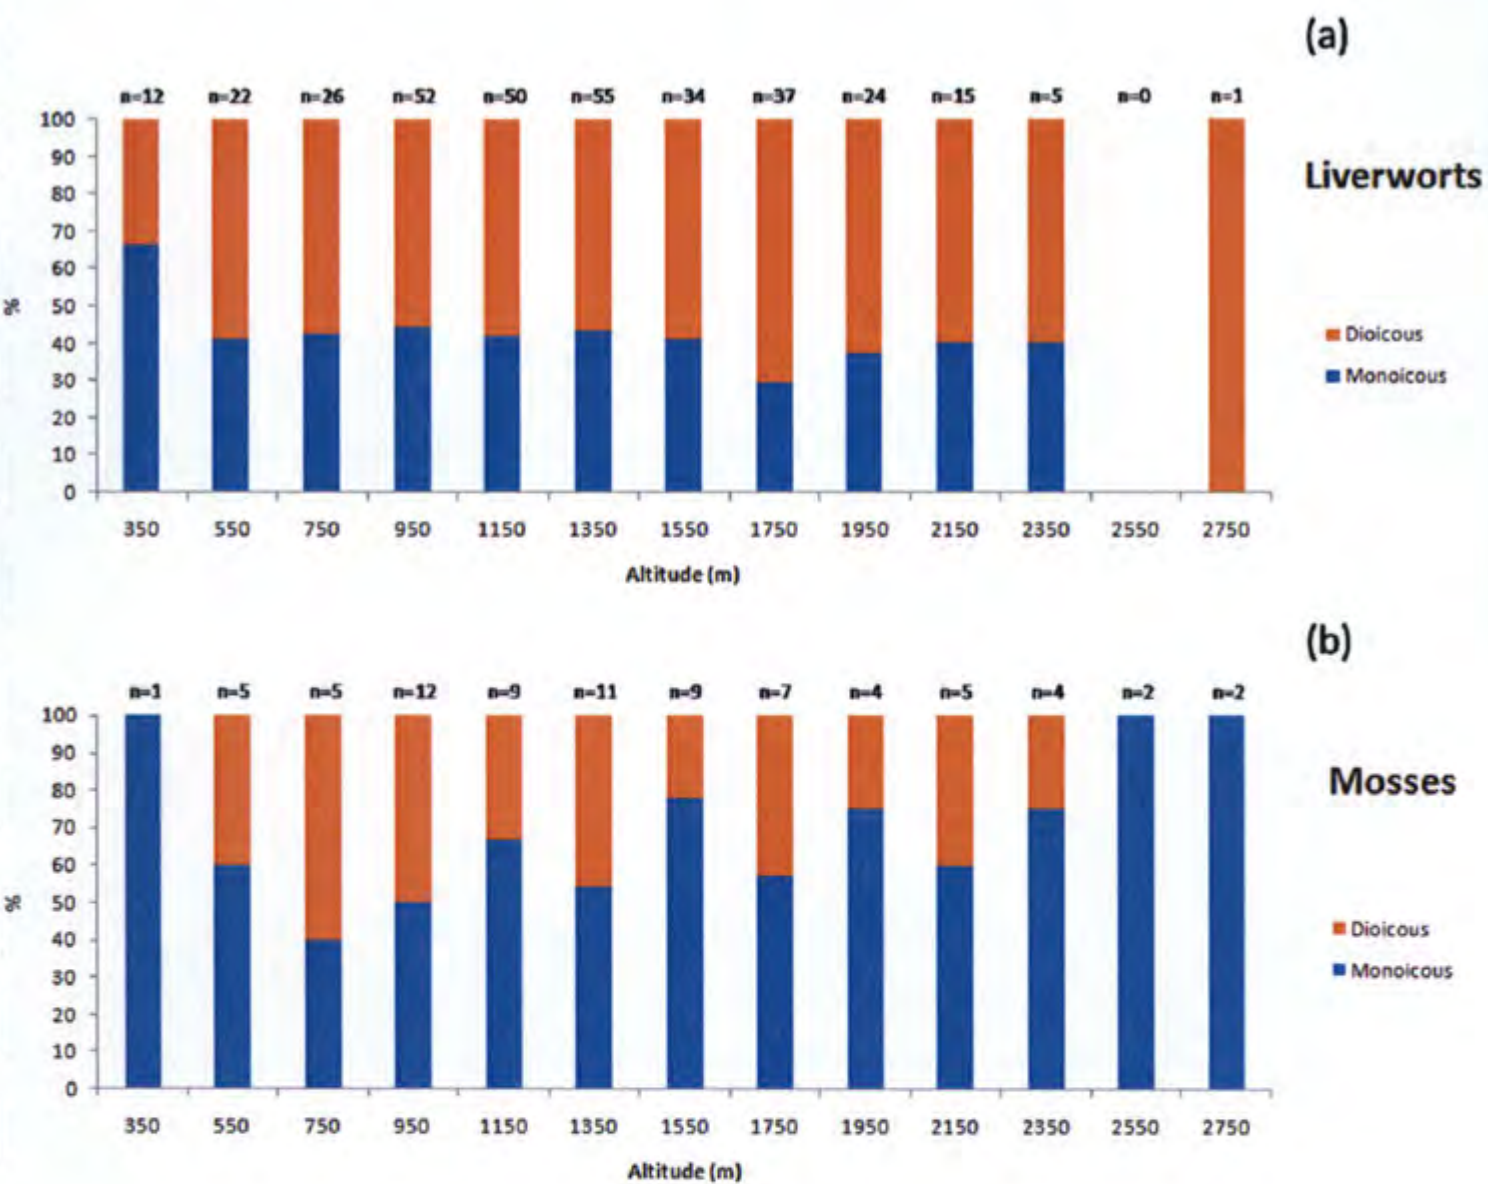 (a)
n=12 n=22 n=26 n=52 n=50 n=55 n=34 n=37 n=24 n=15 n=5 n=0 n=1
100
90
80
70
60
50
40
30
20
10
0
%
Liverworts
Dioicous
Monoicous
350 550 750 950 1150 1350 1550 1750 1950 2150 2350 2550 2750
Altitude (m)
(b)
n=1 n=5 n=5 n=12 n=9 n=11 n=9 n=7 n=4 n=5 n=4 n=2 n=2
100
90
80
70
60
50
40
30
20
10
0
%
Mosses
Dioicous
Monoicous
350 550 750 950 1150 1350 1550 1750 1950 2150 2350 2550 2750
Altitude (m)